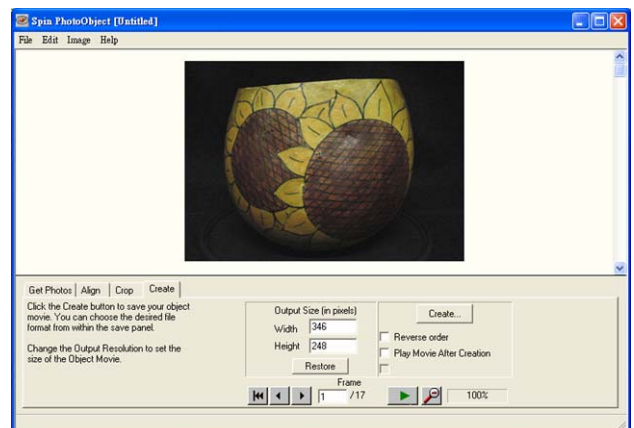 Spin PhotoObject [Untitled]
File Edit Image Help
Get Photos Align Crop Create
Click the Create button to save your object
movie. You can choose the desired file
format from within the save panel.
Change the Output Resolution to set the
size of the Object Movie.
Output Size (in pixels)
Width 346
Height 248
Restore
Create...
Reverse order
Play Movie After Creation
Frame
1 /17
100%